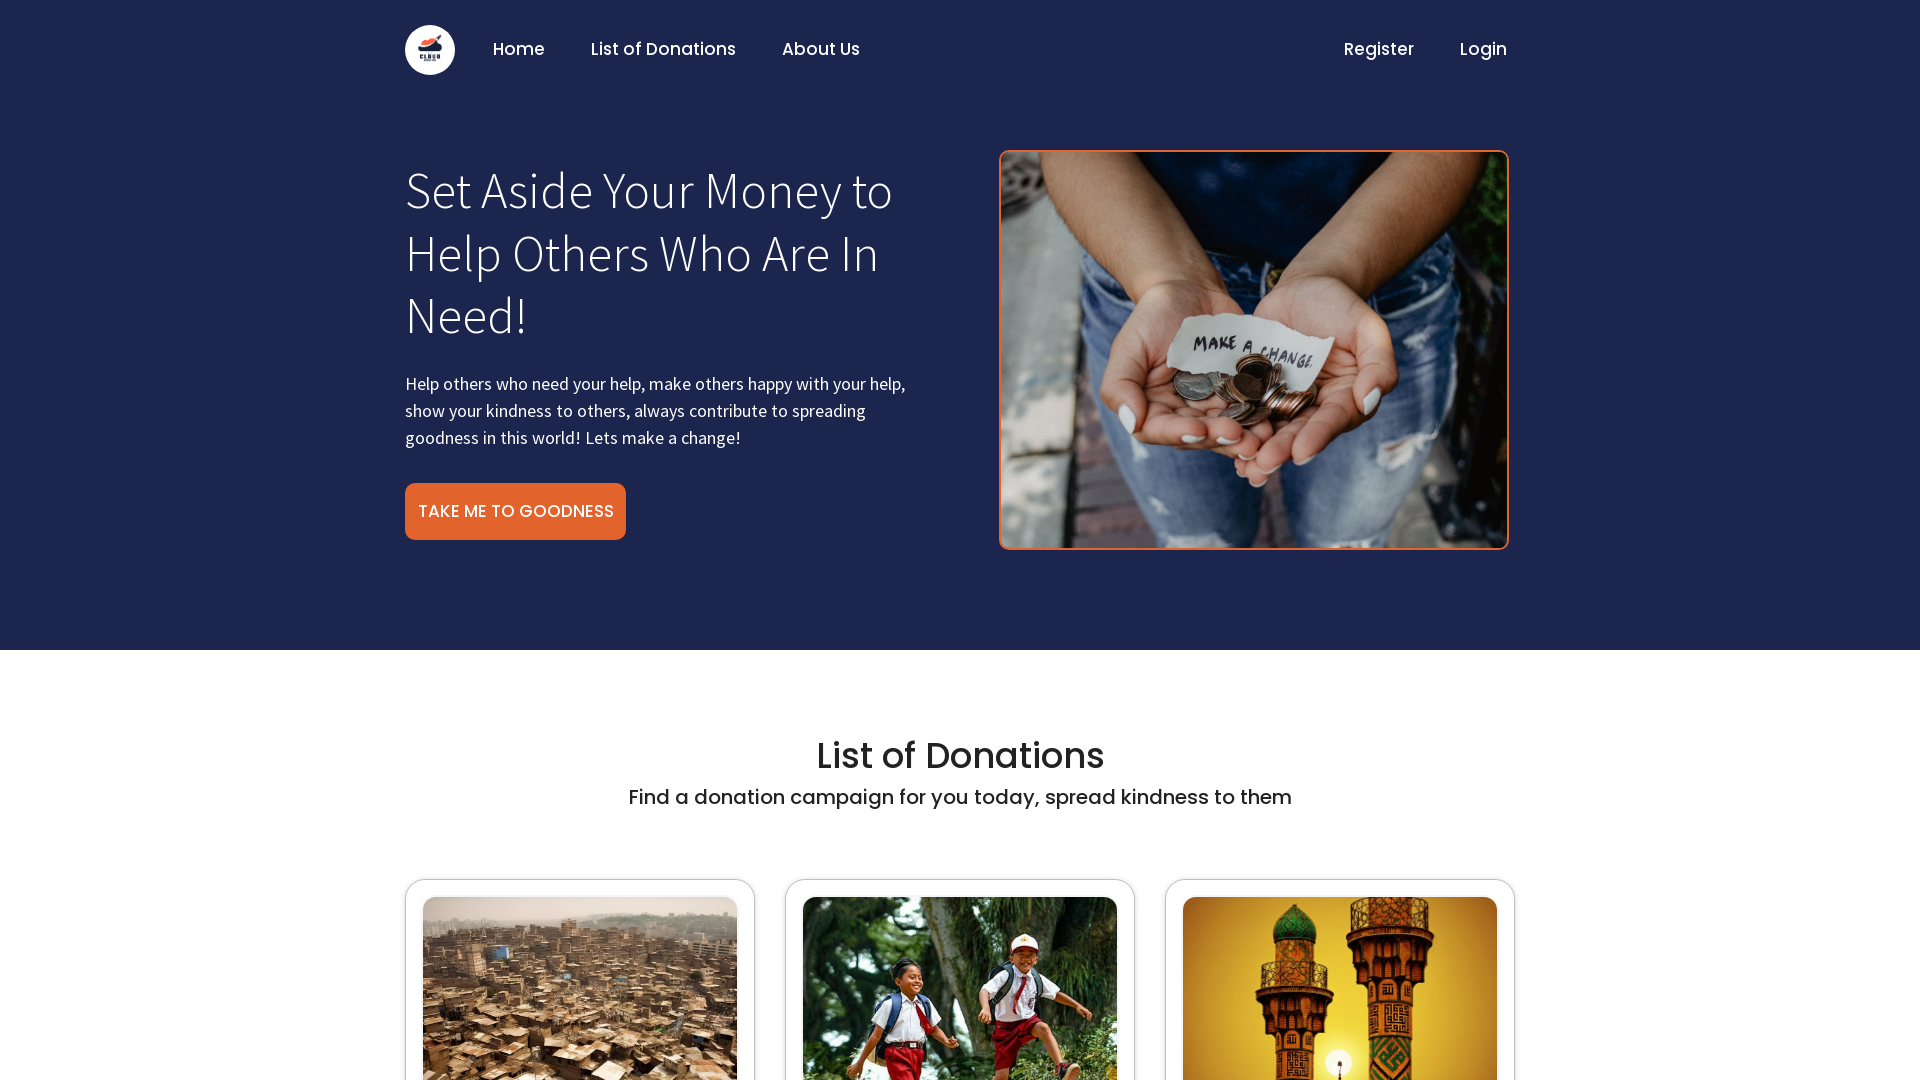 Home
List of Donations
About Us
Register
Login
Set Aside Your Money to
Help Others Who Are In
Need!
Help others who need your help, make others happy with your help,
show your kindness to others, always contribute to spreading
goodness in this world! Lets make a change!
TAKE ME TO GOODNESS
MAKE A CHANGE.
List of Donations
Find a donation campaign for you today, spread kindness to them